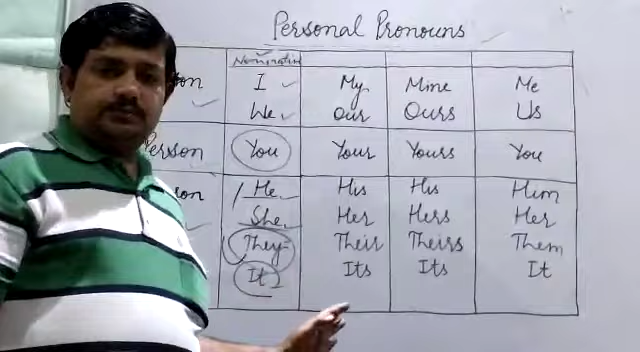 Personal Pronouns
Nominative
I My Mine Me
We Our Ours Us
Person You Your Yours You
He His His Him
She Her Hers Her
They Their Theirs Them
It Its Its It